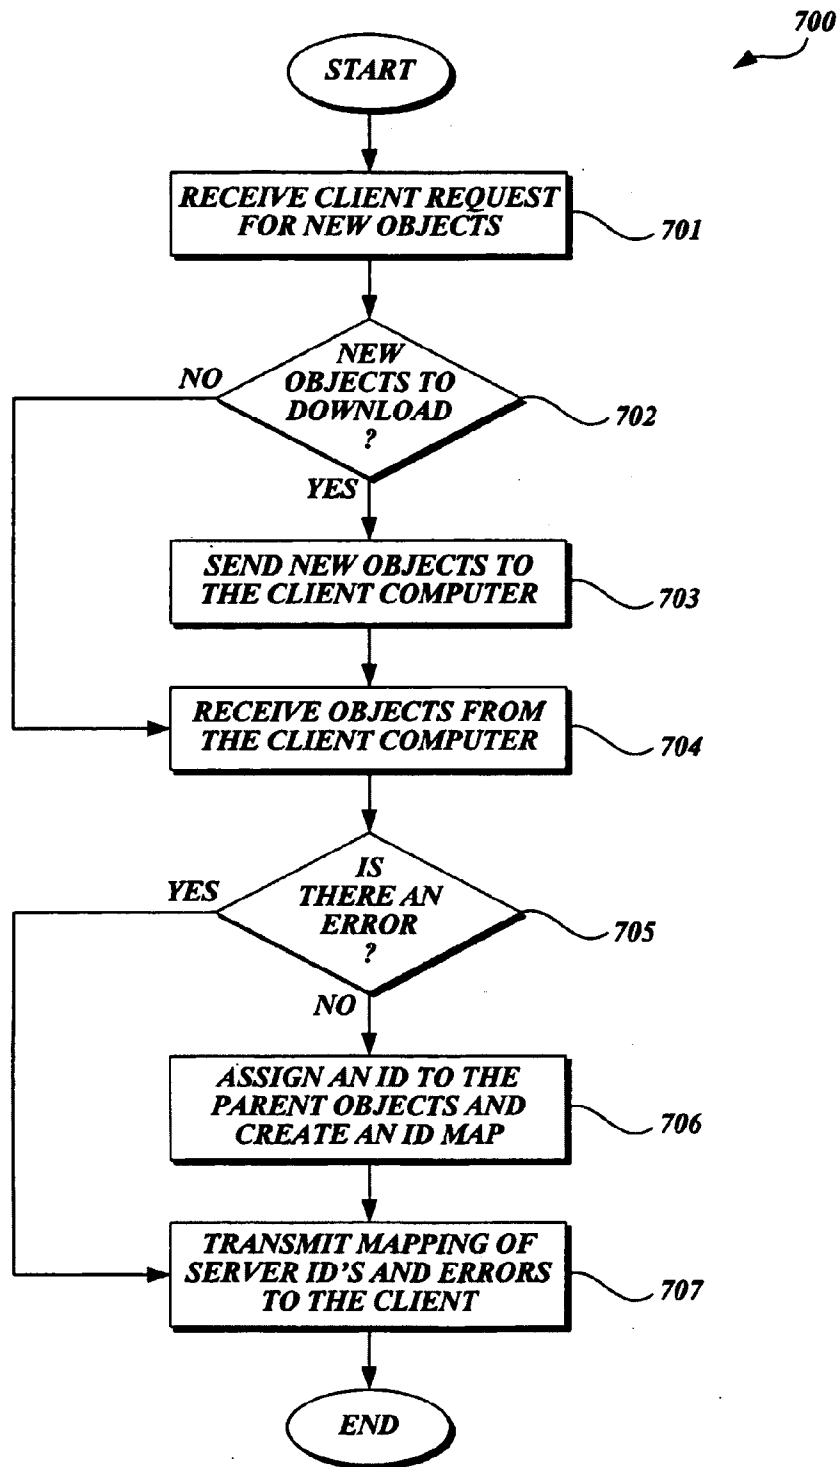 700
START
RECEIVE CLIENT REQUEST
FOR NEW OBJECTS
701
NEW
OBJECTS TO
DOWNLOAD
?
NO
702
YES
SEND NEW OBJECTS TO
THE CLIENT COMPUTER
703
RECEIVE OBJECTS FROM
THE CLIENT COMPUTER
704
IS
THERE AN
ERROR
?
YES
705
NO
ASSIGN AN ID TO THE
PARENT OBJECTS AND
CREATE AN ID MAP
706
TRANSMIT MAPPING OF
SERVER ID'S AND ERRORS
TO THE CLIENT
707
END